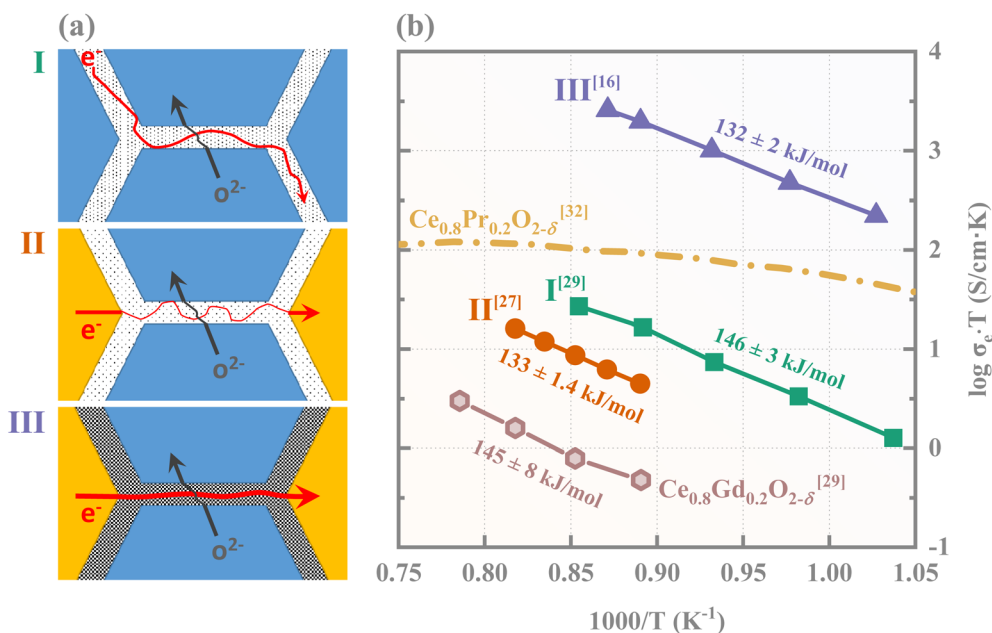 (a)
I
e⁻
O²⁻
II
e⁻
O²⁻
III
e⁻
O²⁻
(b)
III[16]
132 ± 2 kJ/mol
Ce0.8Pr0.2O2-δ[32]
I[29]
II[27]
146 ± 3 kJ/mol
133 ± 1.4 kJ/mol
145 ± 8 kJ/mol
Ce0.8Gd0.2O2-δ[29]
4
3
2
1
0
-1
log σe·T (S/cm·K)
0.75 0.80 0.85 0.90 0.95 1.00 1.05
1000/T (K⁻¹)